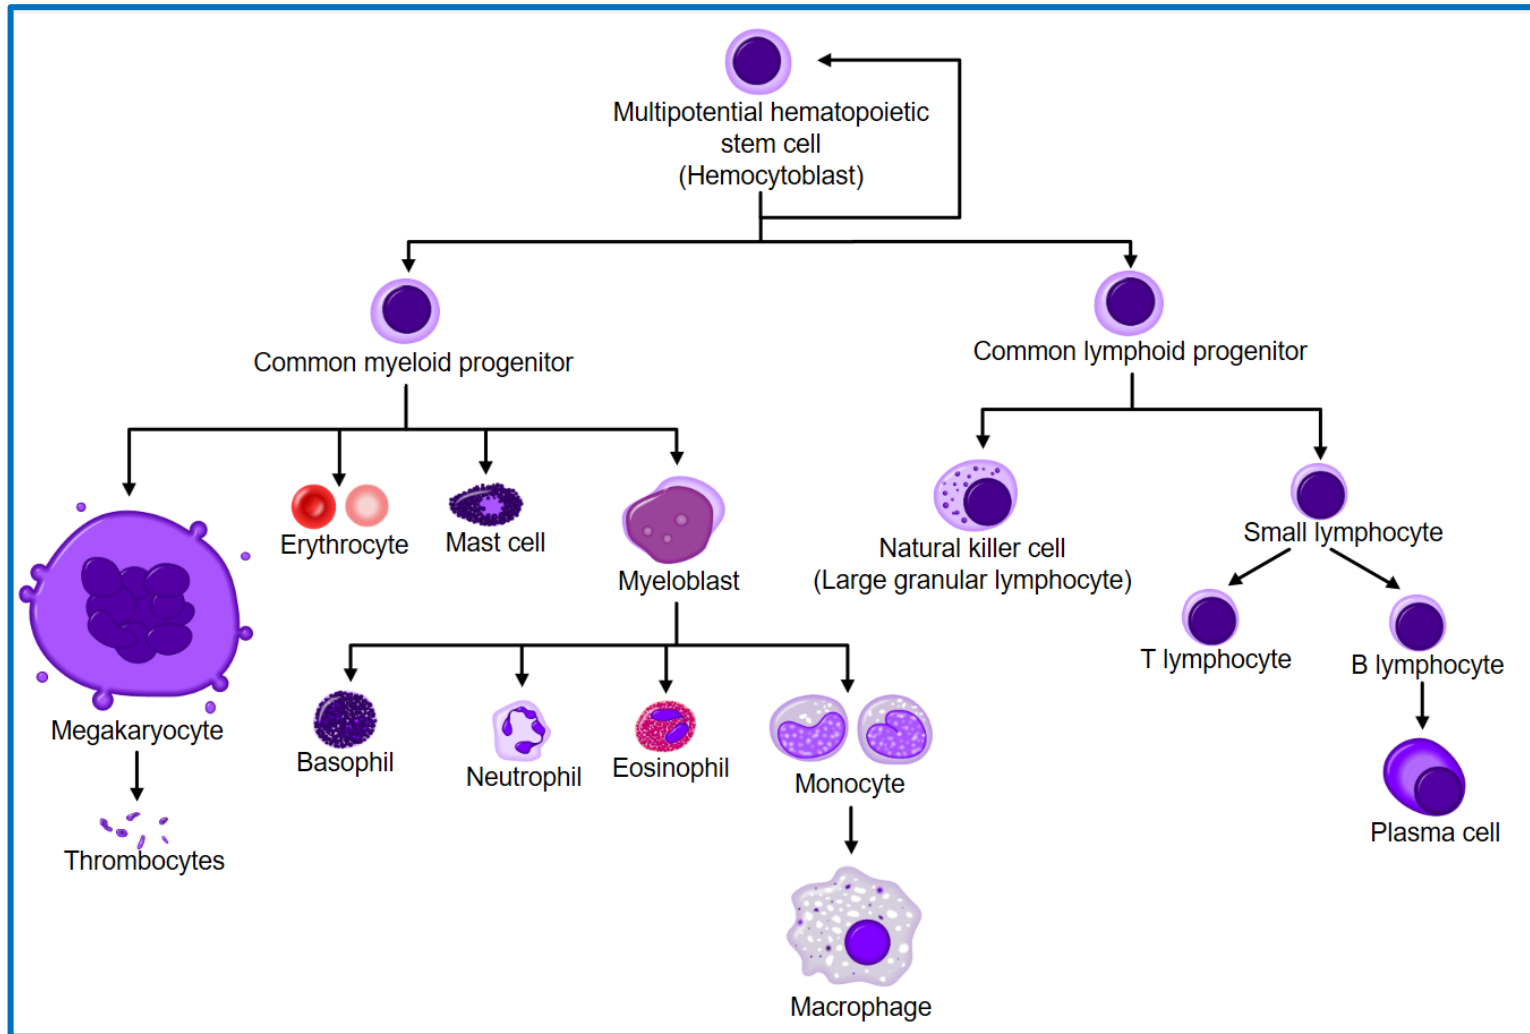 Multipotential hematopoietic
stem cell
(Hemocytoblast)
Common myeloid progenitor
Common lymphoid progenitor
Erythrocyte
Mast cell
Myeloblast
Natural killer cell
(Large granular lymphocyte)
Small lymphocyte
T lymphocyte
B lymphocyte
Megakaryocyte
Basophil
Neutrophil
Eosinophil
Monocyte
Plasma cell
Thrombocytes
Macrophage